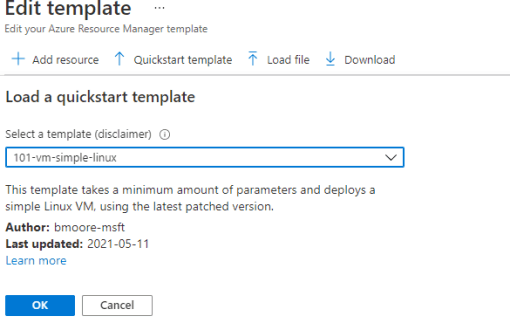 Edit template ...
Edit your Azure Resource Manager template
Add resource Quickstart template Load file Download
Load a quickstart template
Select a template (disclaimer)
101-vm-simple-linux
This template takes a minimum amount of parameters and deploys a
simple Linux VM, using the latest patched version.
Author: bmoore-msft
Last updated: 2021-05-11
Learn more
OK Cancel